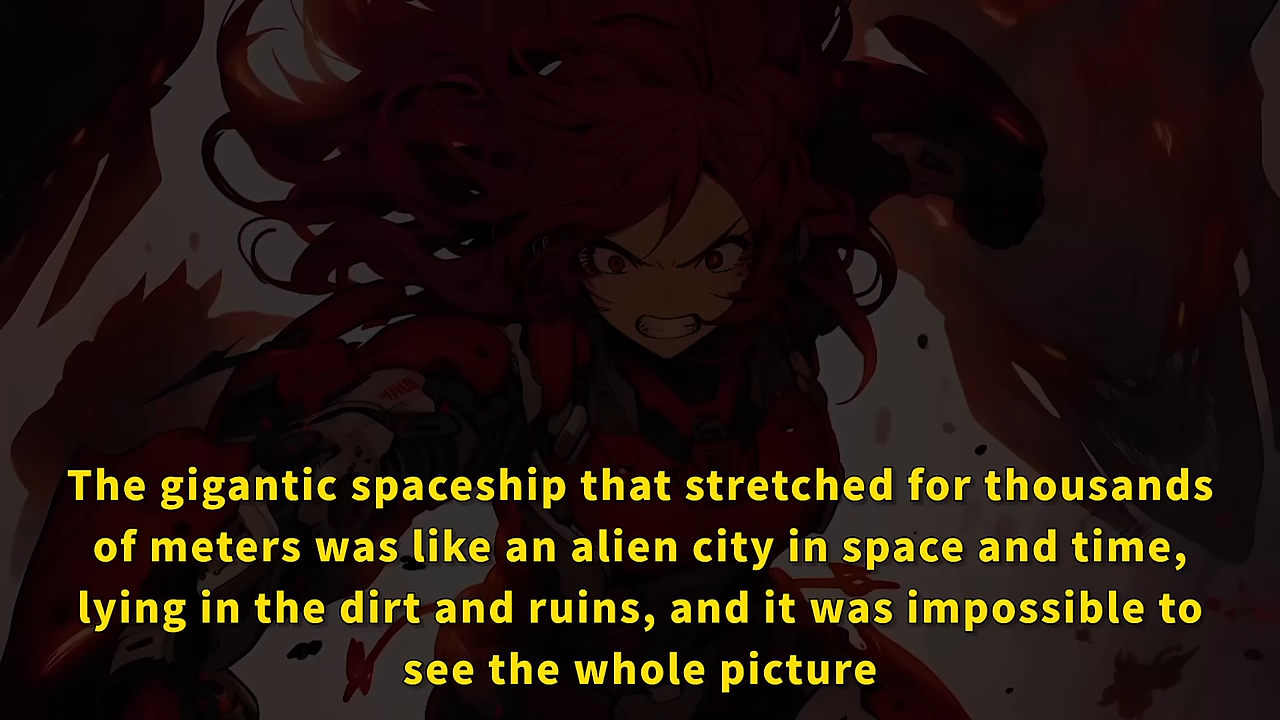 The gigantic spaceship that stretched for thousands
of meters was like an alien city in space and time,
lying in the dirt and ruins, and it was impossible to
see the whole picture